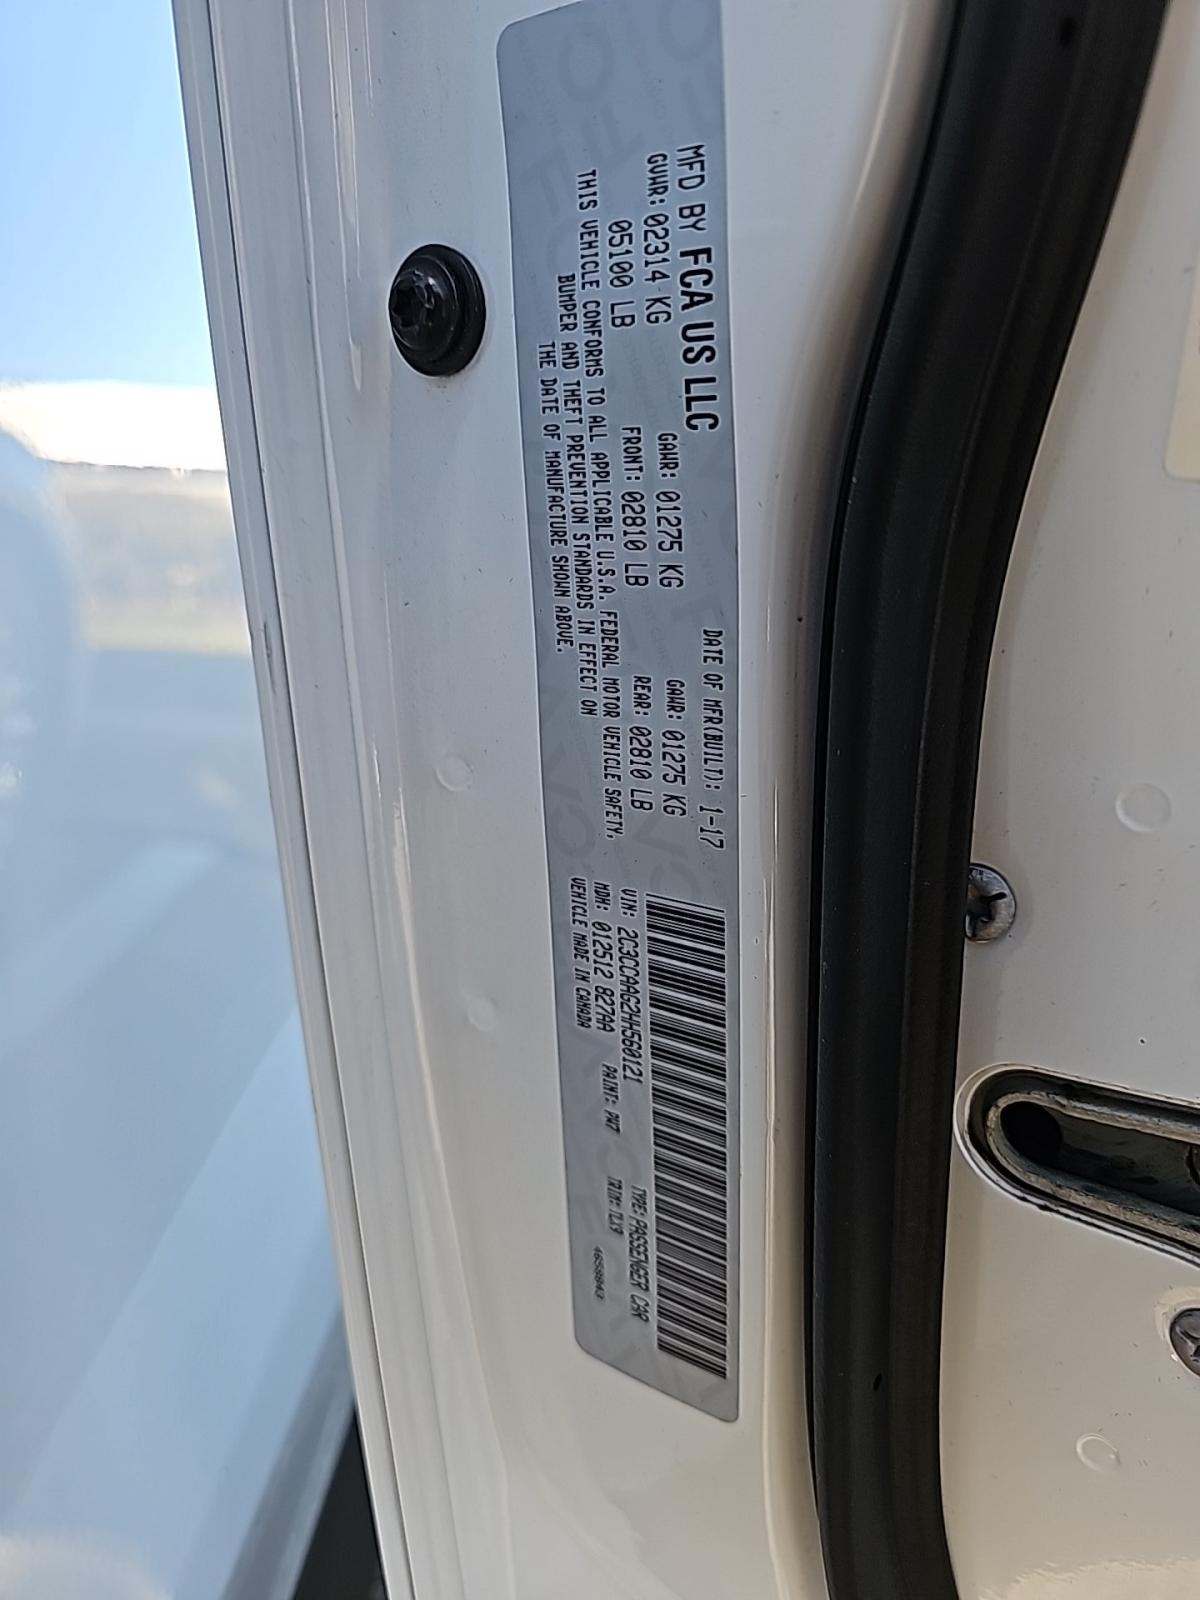 MFD BY FCA US LLC
DATE OF MFR(BUILT): 1-17
GVWR: 02314 KG
GAWR: 01275 KG
GAWR: 01275 KG
05100 LB
FRONT: 02810 LB
REAR: 02810 LB
THIS VEHICLE CONFORMS TO ALL APPLICABLE U.S.A. FEDERAL MOTOR VEHICLE SAFETY,
BUMPER AND THEFT PREVENTION STANDARDS IN EFFECT ON
THE DATE OF MANUFACTURE SHOWN ABOVE.
VIN: 2C3CCAAG2HH560121
TYPE: PASSENGER CAR
MDH: 012512 827AA
PAINT: PW7
TRIM: TLX9
VEHICLE MADE IN CANADA